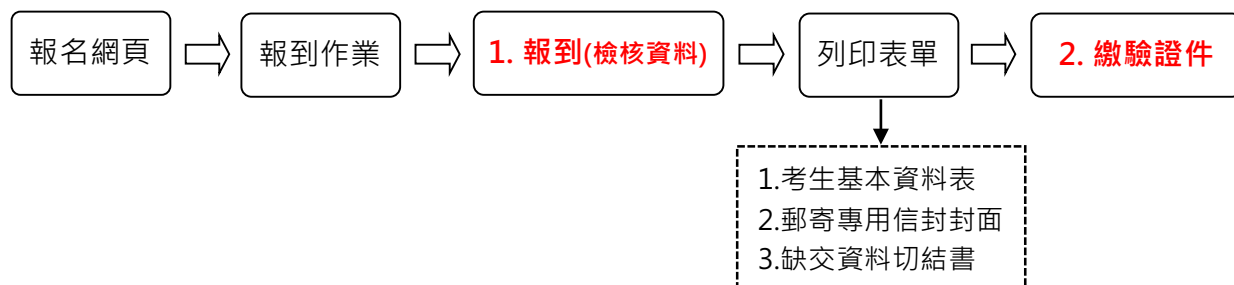 報名網頁
報到作業
1. 報到(檢核資料)
列印表單
2. 繳驗證件
1.考生基本資料表
2.郵寄專用信封封面
3.缺交資料切結書